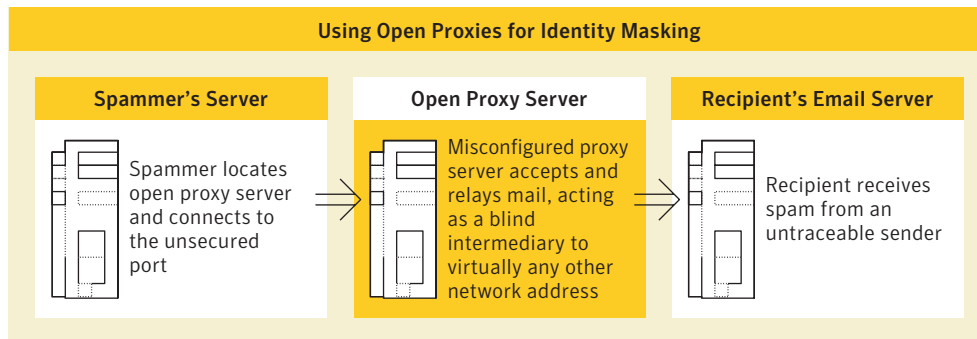 Using Open Proxies for Identity Masking
Spammer’s Server
Spammer locates
open proxy server
and connects to
the unsecured
port
Open Proxy Server
Misconfigured proxy
server accepts and
relays mail, acting
as a blind
intermediary to
virtually any other
network address
Recipient’s Email Server
Recipient receives
spam from an
untraceable sender